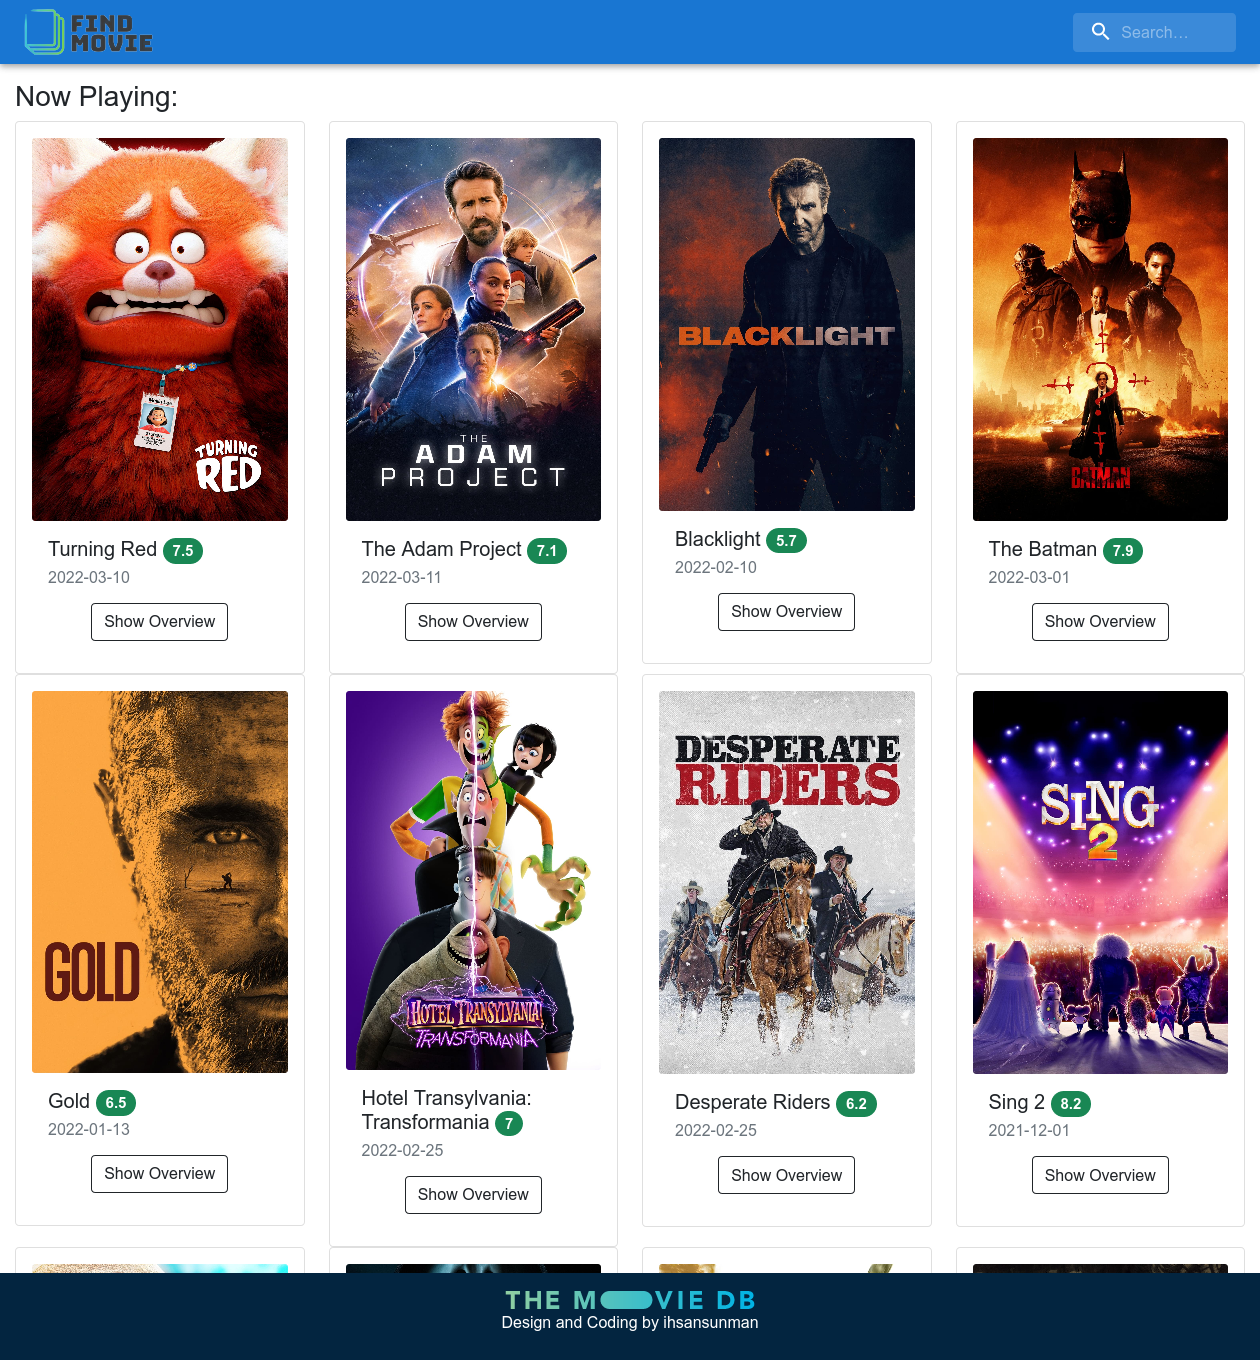 FIND
MOVIE
Search...
Now Playing:
TURNING
RED
THE
ADAM
PROJECT
BLACKLIGHT
THE
BATMAN
Turning Red 7.5
2022-03-10
Show Overview
The Adam Project 7.1
2022-03-11
Show Overview
Blacklight 5.7
2022-02-10
Show Overview
The Batman 7.9
2022-03-01
Show Overview
GOLD
HOTEL TRANSYLVANIA
TRANSFORMANIA
DESPERATE
RIDERS
SING
2
Gold 6.5
2022-01-13
Show Overview
Hotel Transylvania:
Transformania 7
2022-02-25
Show Overview
Desperate Riders 6.2
2022-02-25
Show Overview
Sing 2 8.2
2021-12-01
Show Overview
THE M VIE DB
Design and Coding by ihsansunman